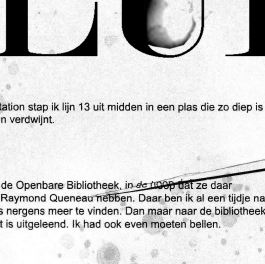 tation stap ik lijn 13 uit midden in een plas die zo diep is
n verdwijnt.
de Openbare Bibliotheek, in de hoop dat ze daar
Raymond Queneau hebben. Daar ben ik al een tijdje na
s nergens meer te vinden. Dan maar naar de bibliotheek
t is uitgeleend. Ik had ook even moeten bellen.